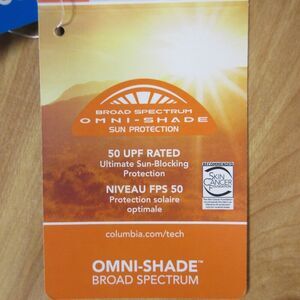 BROAD SPECTRUM
OMNI-SHADE
SUN PROTECTION
50 UPF RATED
Ultimate Sun-Blocking
Protection
NIVEAU FPS 50
Protection solaire
optimale
RECOMMENDED
SKIN
CANCER
FOUNDATION
columbia.com/tech
OMNI-SHADE™
BROAD SPECTRUM